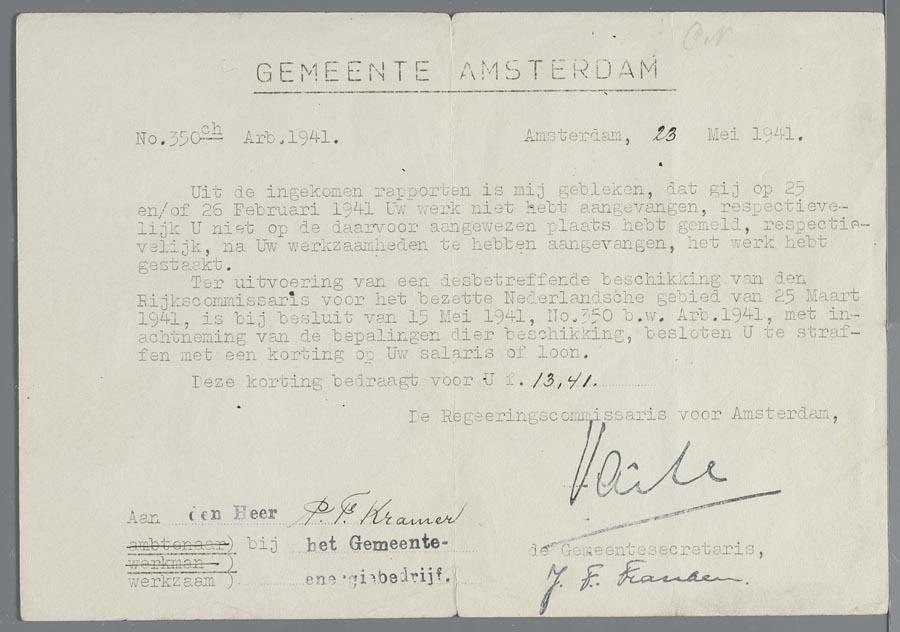 GEMEENTE AMSTERDAM
No.350ch Arb.1941. Amsterdam, 23 Mei 1941.
Uit de ingekomen rapporten is mij gebleken, dat gij op 25
en/of 26 Februari 1941 Uw werk niet hebt aangevangen, respectieve-
lijk U niet op de daarvoor aangewezen plaats hebt gemeld, respectie-
velijk, na Uw werkzaamheden te hebben aangevangen, het werk hebt
gestaakt.
Ter uitvoering van een desbetreffende beschikking van den
Rijkscommissaris voor het bezette Nederlandsche gebied van 25 Maart
1941, is bij besluit van 15 Mei 1941, No.350 b.w. Arb.1941, met in-
achtneming van de bepalingen dier beschikking, besloten U te straf-
fen met een korting op Uw salaris of loon.
Deze korting bedraagt voor U f. 13,41.
De Regeeringscommissaris voor Amsterdam,
Voûte
Aan den Heer P. F. Kramer
ambtenaar) bij het Gemeente-
werkman )
werkzaam ) energiebedrijf.
de Gemeentesecretaris,
J. F. Franken.